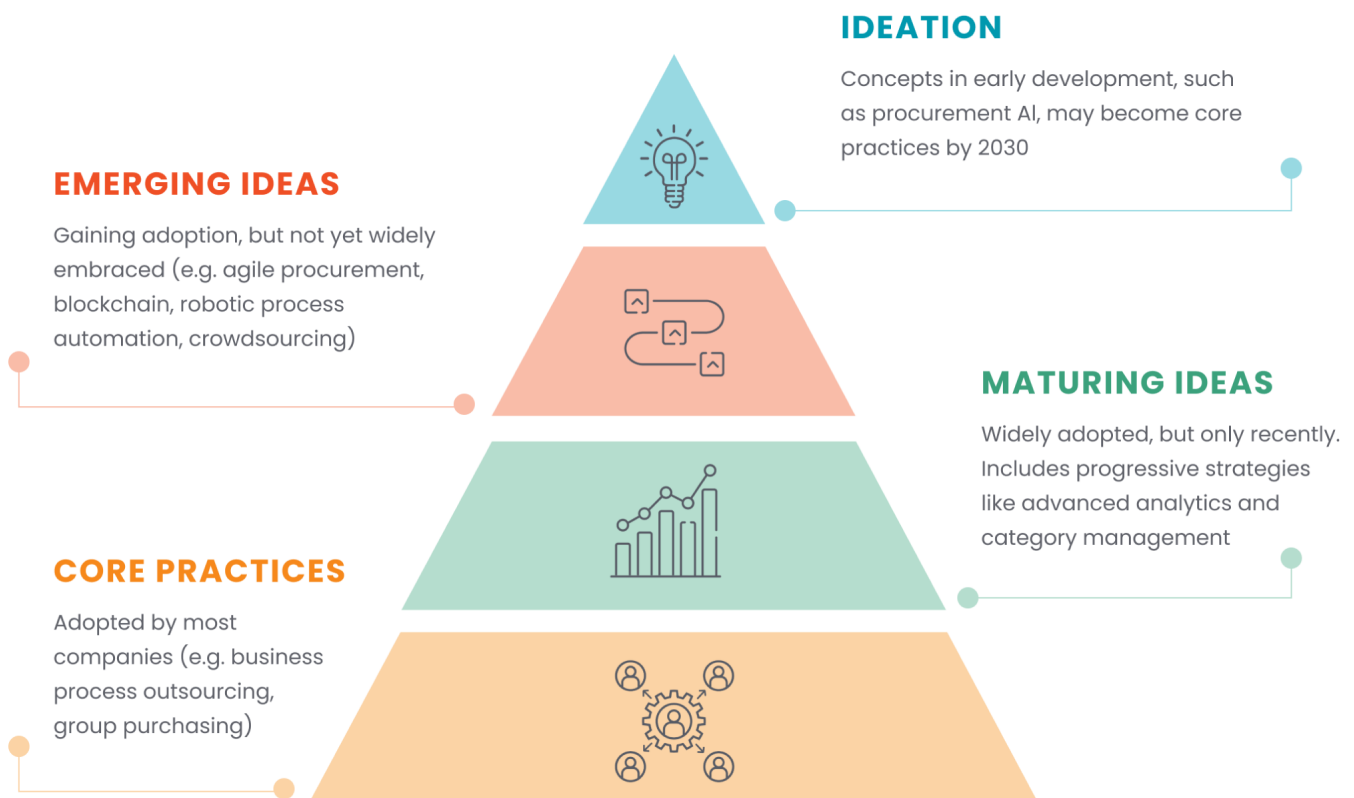 IDEATION
Concepts in early development, such
as procurement AI, may become core
practices by 2030
EMERGING IDEAS
Gaining adoption, but not yet widely
embraced (e.g. agile procurement,
blockchain, robotic process
automation, crowdsourcing)
MATURING IDEAS
Widely adopted, but only recently.
Includes progressive strategies
like advanced analytics and
category management
CORE PRACTICES
Adopted by most
companies (e.g. business
process outsourcing,
group purchasing)